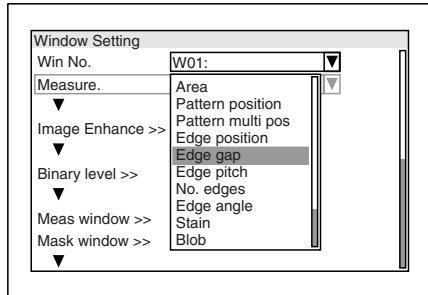 Window Setting
Win No. W01:
Measure.
Area
Pattern position
Pattern multi pos
Image Enhance >>
Edge position
Edge gap
Binary level >>
Edge pitch
No. edges
Edge angle
Meas window >>
Stain
Mask window >>
Blob